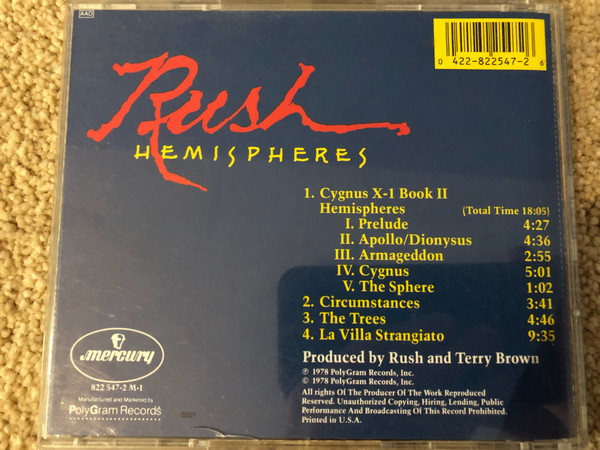 AAD
0 422-822547-2 6
Rush
HEMISPHERES
1. Cygnus X-1 Book II
Hemispheres (Total Time 18:05)
I. Prelude 4:27
II. Apollo/Dionysus 4:36
III. Armageddon 2:55
IV. Cygnus 5:01
V. The Sphere 1:02
2. Circumstances 3:41
3. The Trees 4:46
4. La Villa Strangiato 9:35
Produced by Rush and Terry Brown
℗ 1978 PolyGram Records, Inc.
© 1978 PolyGram Records, Inc.
All rights Of The Producer Of The Work Reproduced
Reserved. Unauthorized Copying, Hiring, Lending, Public
Performance And Broadcasting Of This Record Prohibited.
Printed in U.S.A.
mercury
822 547-2 M-1
Manufactured and Marketed by
PolyGram Records